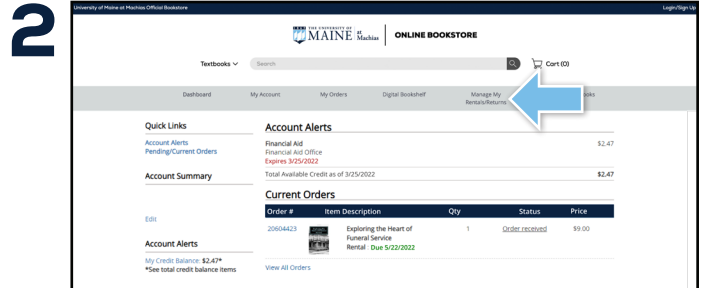 2
University of Maine at Machias Official Bookstore
Login/Sign Up
THE UNIVERSITY OF
MAINE at Machias
ONLINE BOOKSTORE
Textbooks
Search
Cart (0)
Dashboard
My Account
My Orders
Digital Bookshelf
Manage My
Rentals/Returns
Quick Links
Account Alerts
Pending/Current Orders
Account Summary
Edit
Account Alerts
My Credit Balance: $2.47*
*See total credit balance items
Account Alerts
Financial Aid $2.47
Financial Aid Office
Expires 3/25/2022
Total Available Credit as of 3/25/2022 $2.47
Current Orders
Order # Item Description Qty Status Price
20604423 Exploring the Heart of 1 Order received $9.00
Funeral Service
Rental Due 5/22/2022
View All Orders